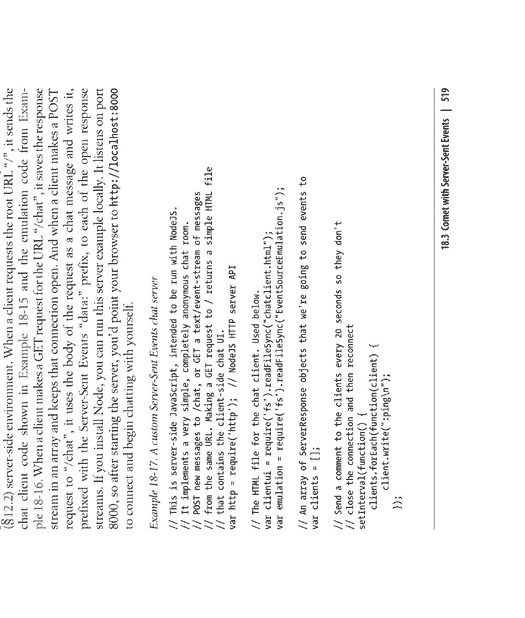 (§12.2) server-side environment. When a client requests the root URL “/”, it sends the
chat client code shown in Example 18-15 and the emulation code from Exam-
ple 18-16. When a client makes a GET request for the URL “/chat”, it saves the response
stream in an array and keeps that connection open. And when a client makes a POST
request to “/chat”, it uses the body of the request as a chat message and writes it,
prefixed with the Server-Sent Events “data:” prefix, to each of the open response
streams. If you install Node, you can run this server example locally. It listens on port
8000, so after starting the server, you’d point your browser to http://localhost:8000
to connect and begin chatting with yourself.
Example 18-17. A custom Server-Sent Events chat server
// This is server-side JavaScript, intended to be run with NodeJS.
// It implements a very simple, completely anonymous chat room.
// POST new messages to /chat, or GET a text/event-stream of messages
// from the same URL. Making a GET request to / returns a simple HTML file
// that contains the client-side chat UI.
var http = require('http');  // NodeJS HTTP server API
// The HTML file for the chat client. Used below.
var clientui = require('fs').readFileSync("chatclient.html");
var emulation = require('fs').readFileSync("EventSourceEmulation.js");
// An array of ServerResponse objects that we're going to send events to
var clients = [];
// Send a comment to the clients every 20 seconds so they don't
// close the connection and then reconnect
setInterval(function() {
    clients.forEach(function(client) {
        client.write(":ping\n");
    });
18.3 Comet with Server-Sent Events | 519